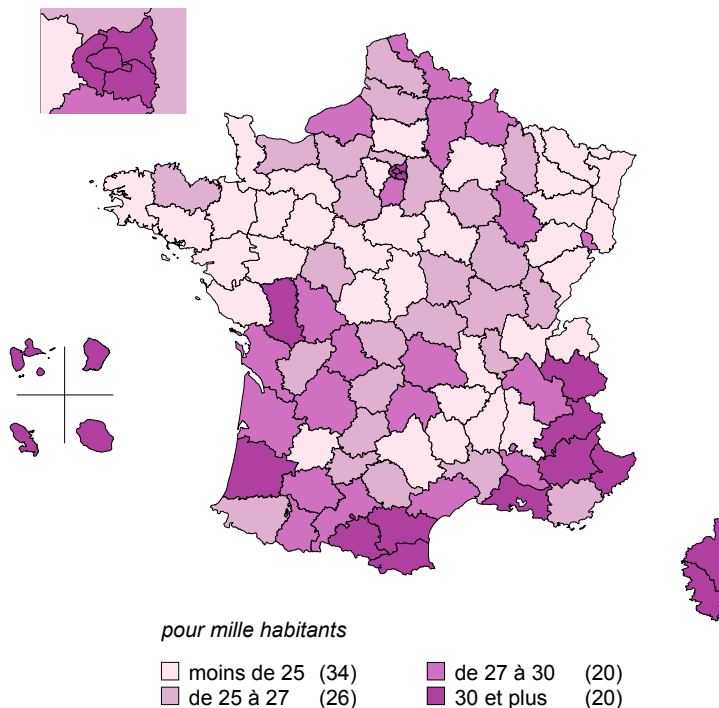 pour mille habitants
moins de 25 (34) de 27 à 30 (20)
de 25 à 27 (26) 30 et plus (20)